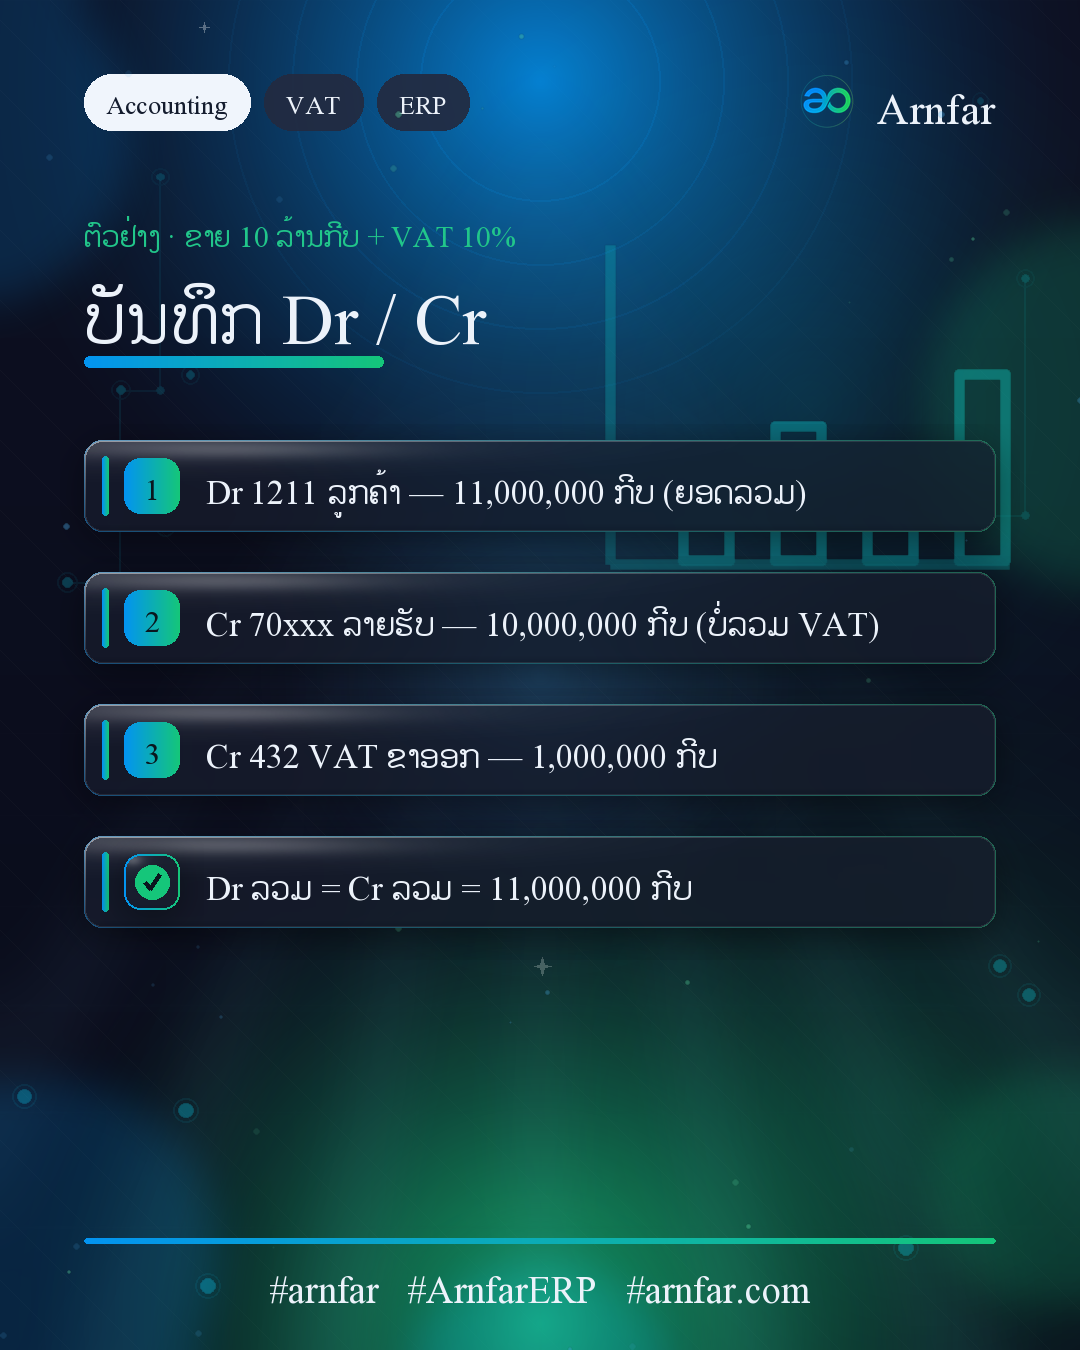 Accounting VAT ERP
Arnfar
ຕົວຢ່າງ · ຂາຍ 10 ລ້ານກີບ + VAT 10%
ບັນທຶກ Dr / Cr
1 Dr 1211 ລູກຄ້າ — 11,000,000 ກີບ (ຍອດລວມ)
2 Cr 70xxx ລາຍຮັບ — 10,000,000 ກີບ (ບໍ່ລວມ VAT)
3 Cr 432 VAT ຂາອອກ — 1,000,000 ກີບ
Dr ລວມ = Cr ລວມ = 11,000,000 ກີບ
#arnfar #ArnfarERP #arnfar.com